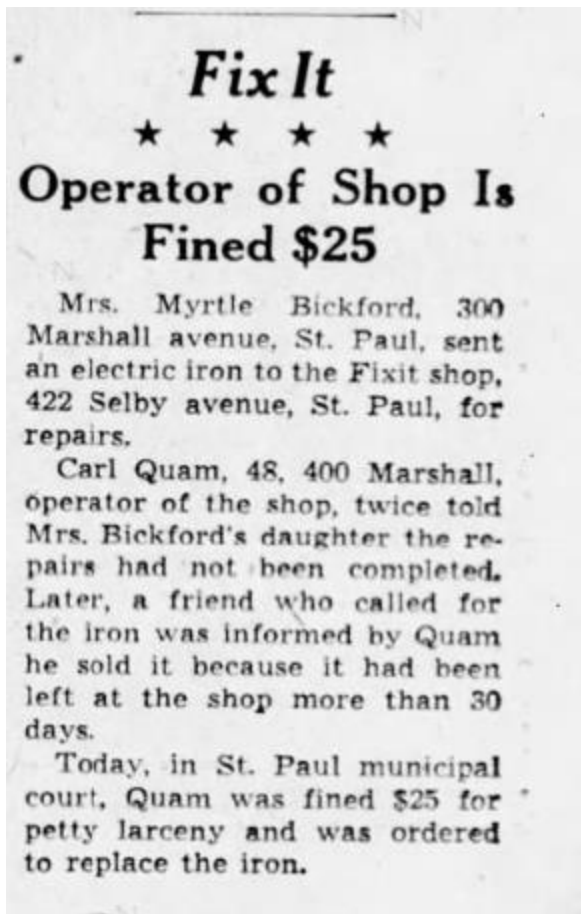 Fix It
★ ★ ★ ★
Operator of Shop Is
Fined $25
Mrs. Myrtle Bickford, 300
Marshall avenue, St. Paul, sent
an electric iron to the Fixit shop,
422 Selby avenue, St. Paul, for
repairs.
Carl Quam, 48, 400 Marshall,
operator of the shop, twice told
Mrs. Bickford's daughter the re-
pairs had not been completed.
Later, a friend who called for
the iron was informed by Quam
he sold it because it had been
left at the shop more than 30
days.
Today, in St. Paul municipal
court, Quam was fined $25 for
petty larceny and was ordered
to replace the iron.